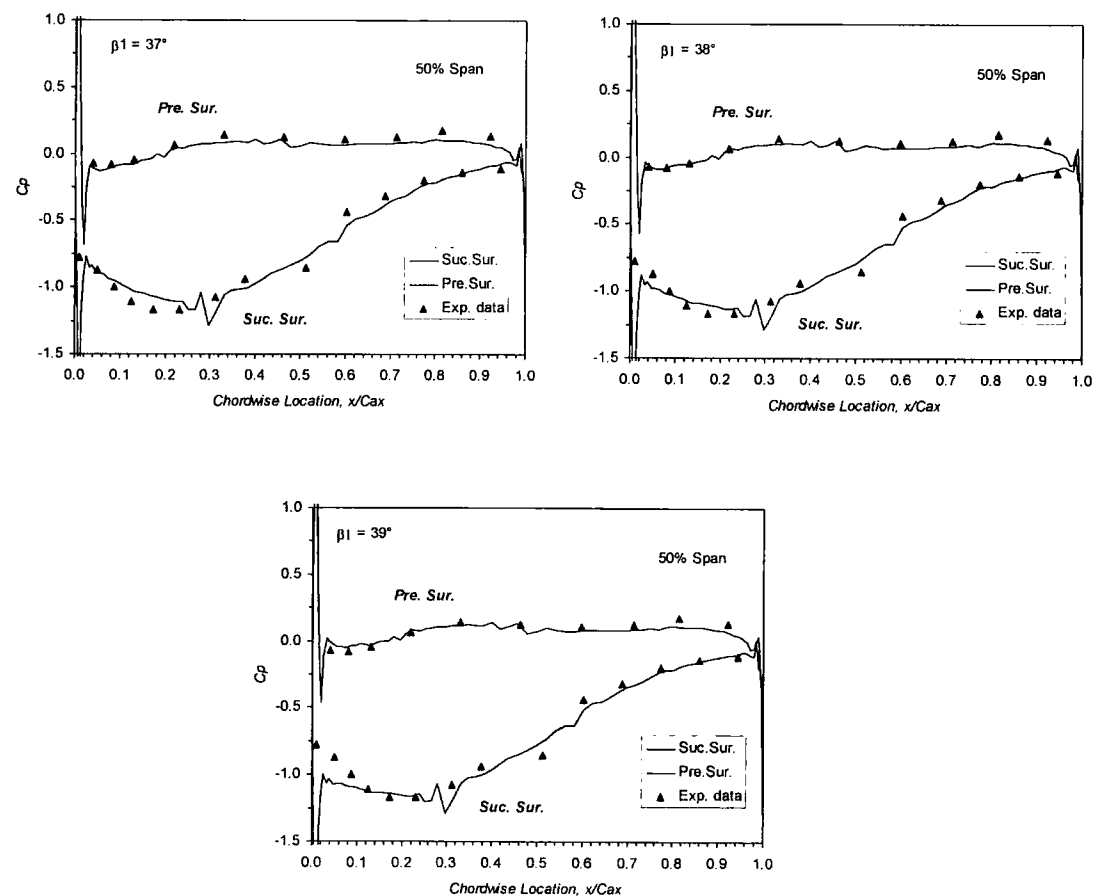 β1 = 37°
50% Span
Pre. Sur.
Suc. Sur.
Cp
1.0
0.5
0.0
-0.5
-1.0
-1.5
Suc.Sur.
Pre.Sur.
Exp. data
0.0 0.1 0.2 0.3 0.4 0.5 0.6 0.7 0.8 0.9 1.0
Chordwise Location, x/Cax
β1 = 38°
50% Span
Pre. Sur.
Suc. Sur.
Cp
1.0
0.5
0.0
-0.5
-1.0
-1.5
Suc.Sur.
Pre.Sur.
Exp. data
0.0 0.1 0.2 0.3 0.4 0.5 0.6 0.7 0.8 0.9 1.0
Chordwise Location, x/Cax
β1 = 39°
50% Span
Pre. Sur.
Suc. Sur.
Cp
1.0
0.5
0.0
-0.5
-1.0
-1.5
Suc.Sur.
Pre.Sur.
Exp. data
0.0 0.1 0.2 0.3 0.4 0.5 0.6 0.7 0.8 0.9 1.0
Chordwise Location, x/Cax